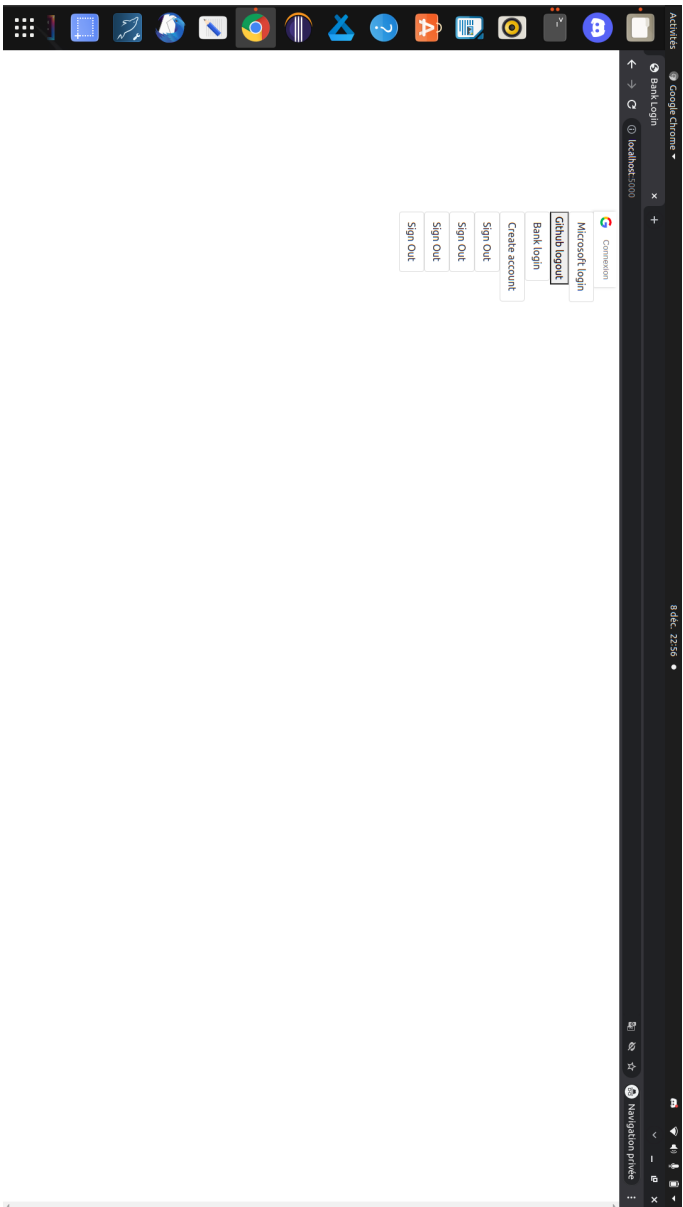 Activités
Google Chrome
8 déc. 22:56
Bank Login
localhost:5000
Navigation privée
Connexion
Microsoft login
Github logout
Bank login
Create account
Sign Out
Sign Out
Sign Out
Sign Out